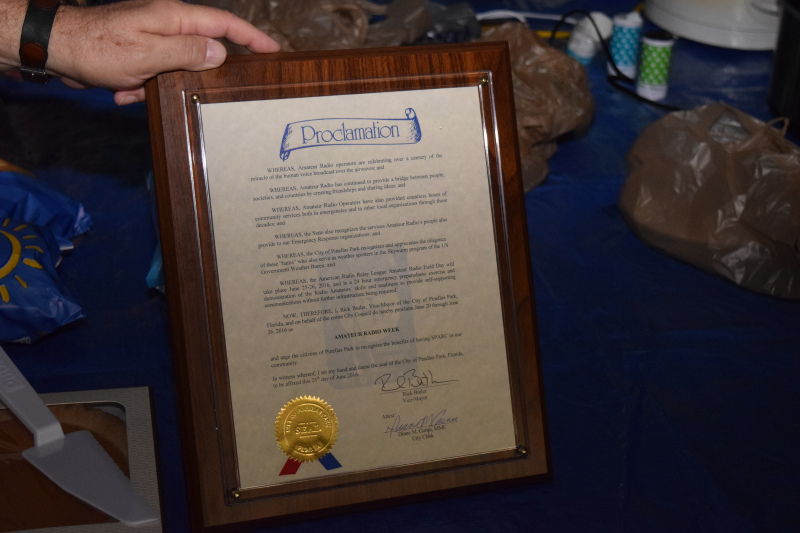 Proclamation
WHEREAS, Amateur Radio operators are celebrating over a century of the
miracle of the human voice broadcast over the airwaves; and
WHEREAS, Amateur Radio has continued to provide a bridge between people,
societies, and countries by creating friendships and sharing ideas; and
WHEREAS, Amateur Radio Operators have also provided countless hours of
community services both in emergencies and to other local organizations through these
decades; and
WHEREAS, the State also recognizes the services Amateur Radio's people also
provide to our Emergency Response organizations; and
WHEREAS, the City of Pinellas Park recognizes and appreciates the diligence
of these "hams" who also serve as weather spotters in the Skywarn program of the US
Government Weather Bureau; and
WHEREAS, the American Radio Relay League Amateur Radio Field Day will
take place June 25-26, 2016, and is a 24 hour emergency preparedness exercise and
demonstration of the Radio Amateurs' skills and readiness to provide self-supporting
communications without further infrastructure being required.
NOW, THEREFORE, I, Rick Butler, Vice-Mayor of the City of Pinellas Park,
Florida, and on behalf of the entire City Council do hereby proclaim June 20 through June
26, 2016 as
AMATEUR RADIO WEEK
and urge the citizens of Pinellas Park to recognize the benefits of having SPARC in our
community.
In witness whereof, I set my hand and cause the seal of the City of Pinellas Park, Florida,
to be affixed this 23rd day of June 2016.
Rick Butler
Vice-Mayor
Attest:
Diane M. Corna, MMC
City Clerk
SEAL